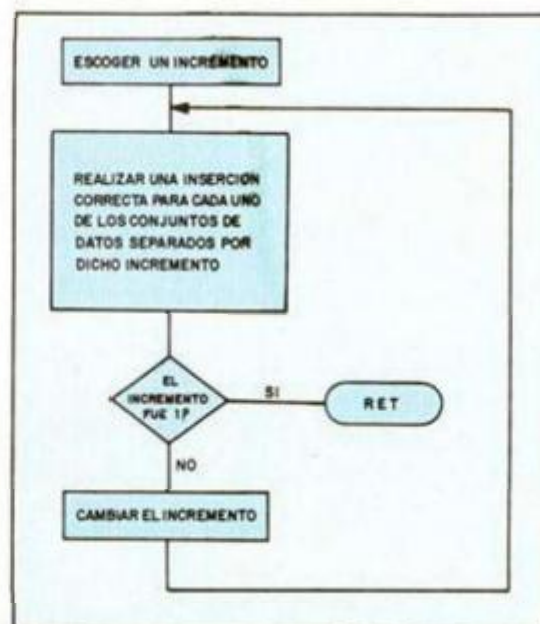 ESCOGER UN INCREMENTO
REALIZAR UNA INSERCIÓN
CORRECTA PARA CADA UNO
DE LOS CONJUNTOS DE
DATOS SEPARADOS POR
DICHO INCREMENTO
EL
INCREMENTO
FUE 1?
SI
RET
NO
CAMBIAR EL INCREMENTO